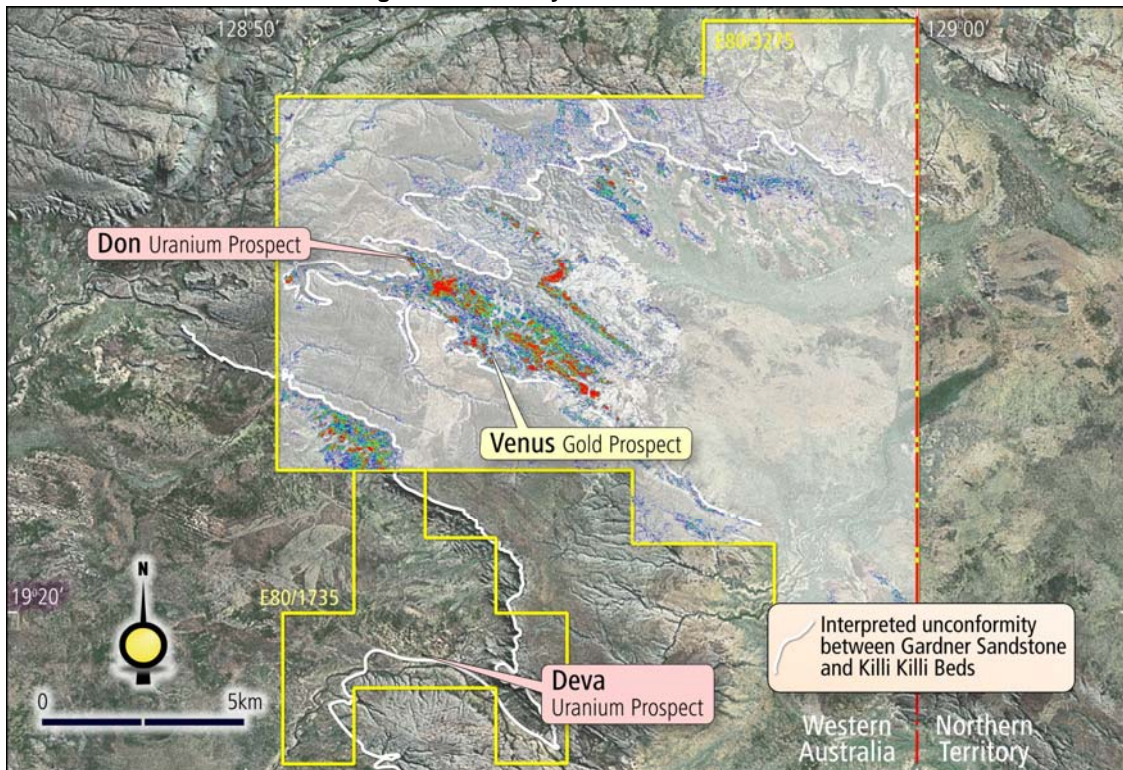 128°50'
E80/3275
129°00'
Don Uranium Prospect
Venus Gold Prospect
N
19°20'
E80/1735
0 5km
Deva
Uranium Prospect
Interpreted unconformity
between Gardner Sandstone
and Killi Killi Beds
Western
Australia
Northern
Territory